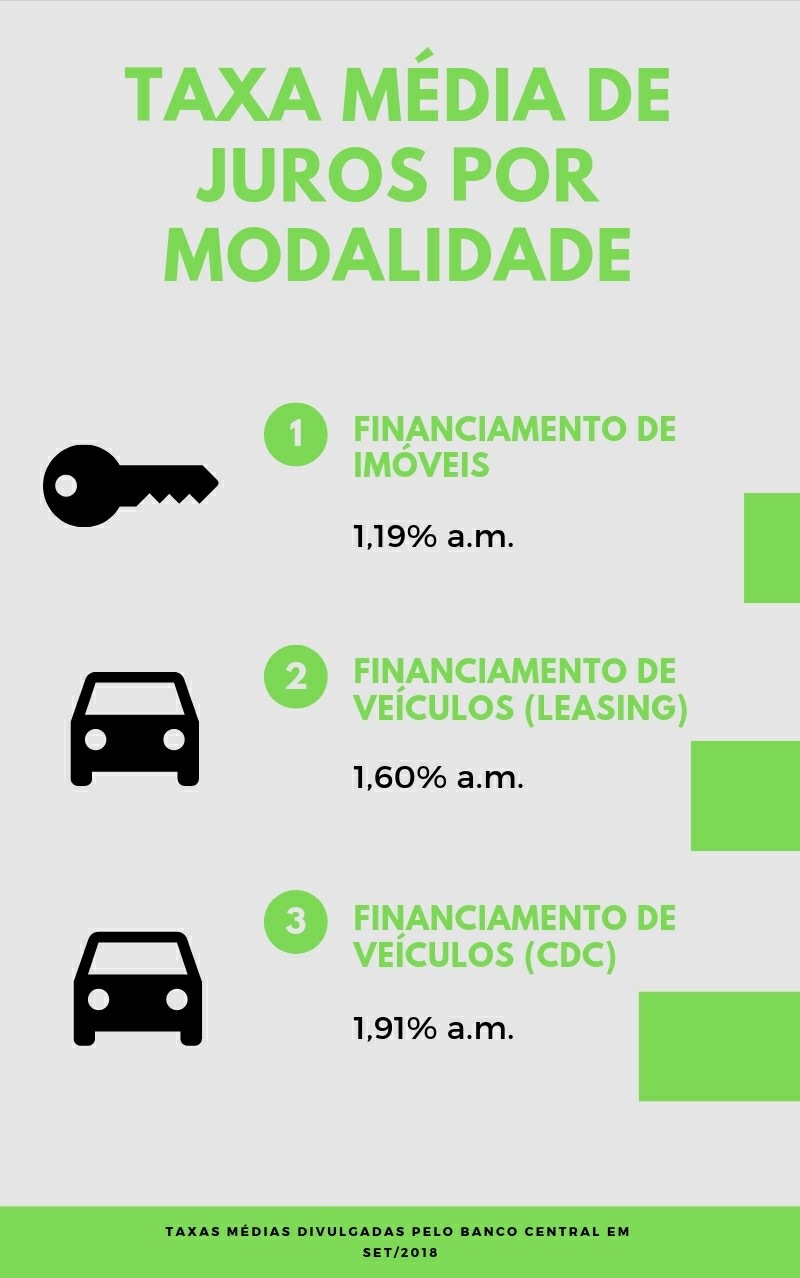 TAXA MÉDIA DE
JUROS POR
MODALIDADE
1
FINANCIAMENTO DE
IMÓVEIS
1,19% a.m.
2
FINANCIAMENTO DE
VEÍCULOS (LEASING)
1,60% a.m.
3
FINANCIAMENTO DE
VEÍCULOS (CDC)
1,91% a.m.
TAXAS MÉDIAS DIVULGADAS PELO BANCO CENTRAL EM
SET/2018